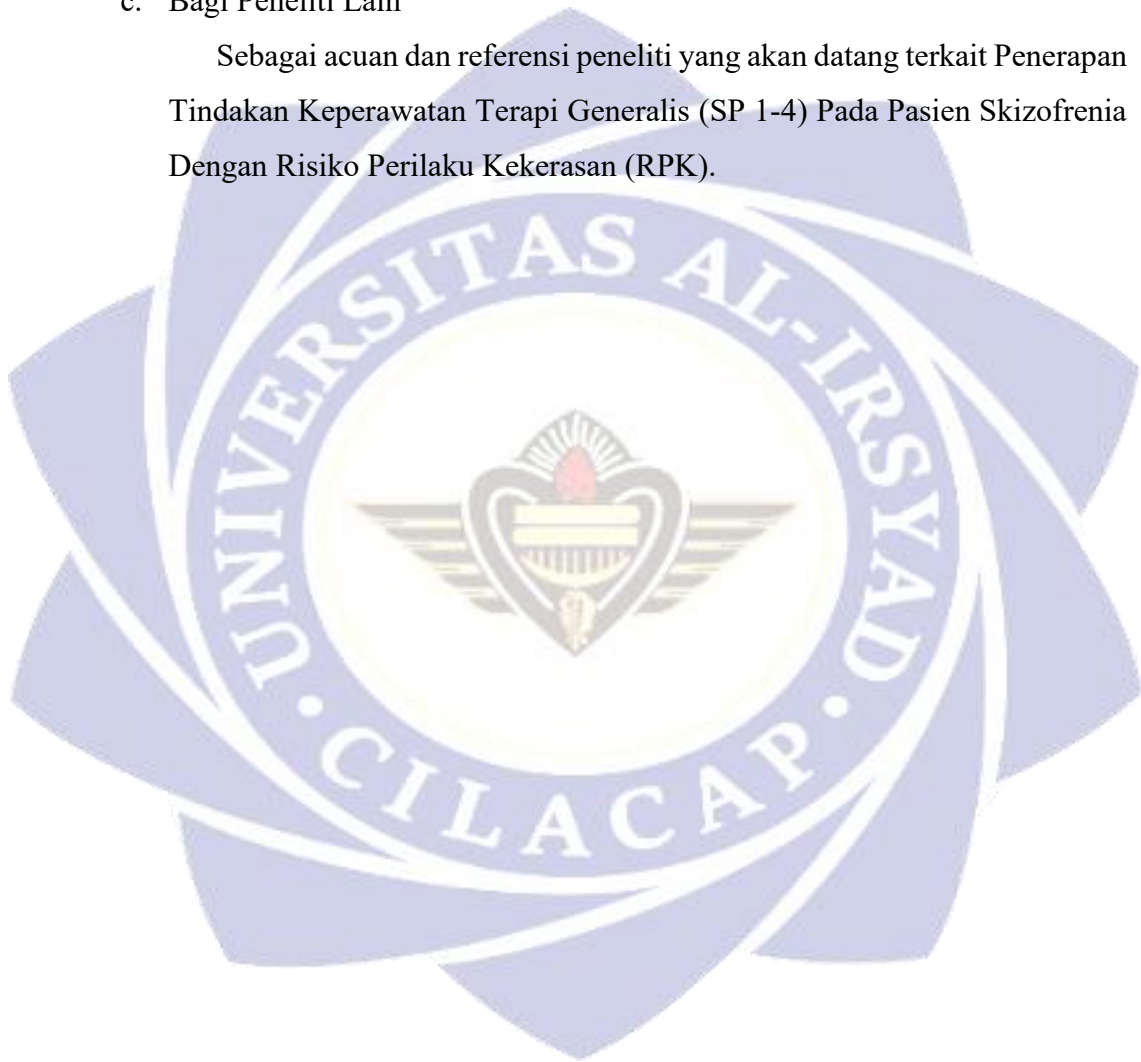 c. Bagi Peneliti Lain
Sebagai acuan dan referensi peneliti yang akan datang terkait Penerapan
Tindakan Keperawatan Terapi Generalis (SP 1-4) Pada Pasien Skizofrenia
Dengan Risiko Perilaku Kekerasan (RPK).
UNIVERSITAS AL-IRSYAD
• CILACAP •